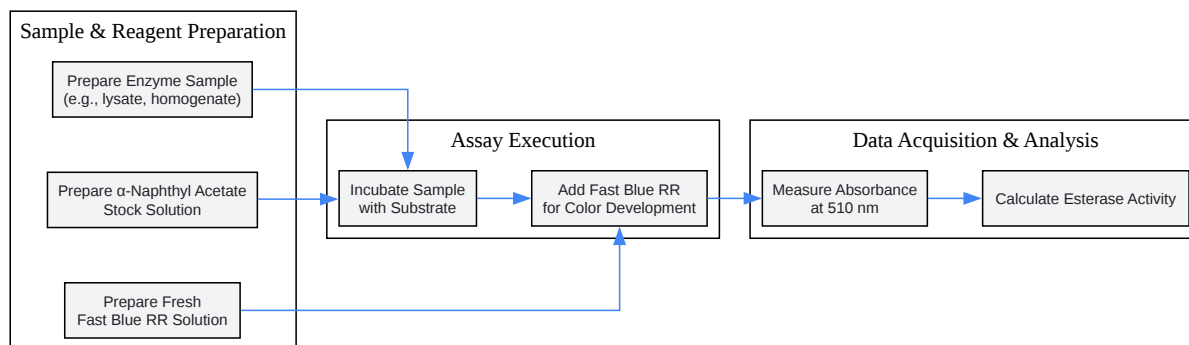 Sample & Reagent Preparation
Prepare Enzyme Sample
(e.g., lysate, homogenate)
Prepare α-Naphthyl Acetate
Stock Solution
Prepare Fresh
Fast Blue RR Solution
Assay Execution
Incubate Sample
with Substrate
Add Fast Blue RR
for Color Development
Data Acquisition & Analysis
Measure Absorbance
at 510 nm
Calculate Esterase Activity